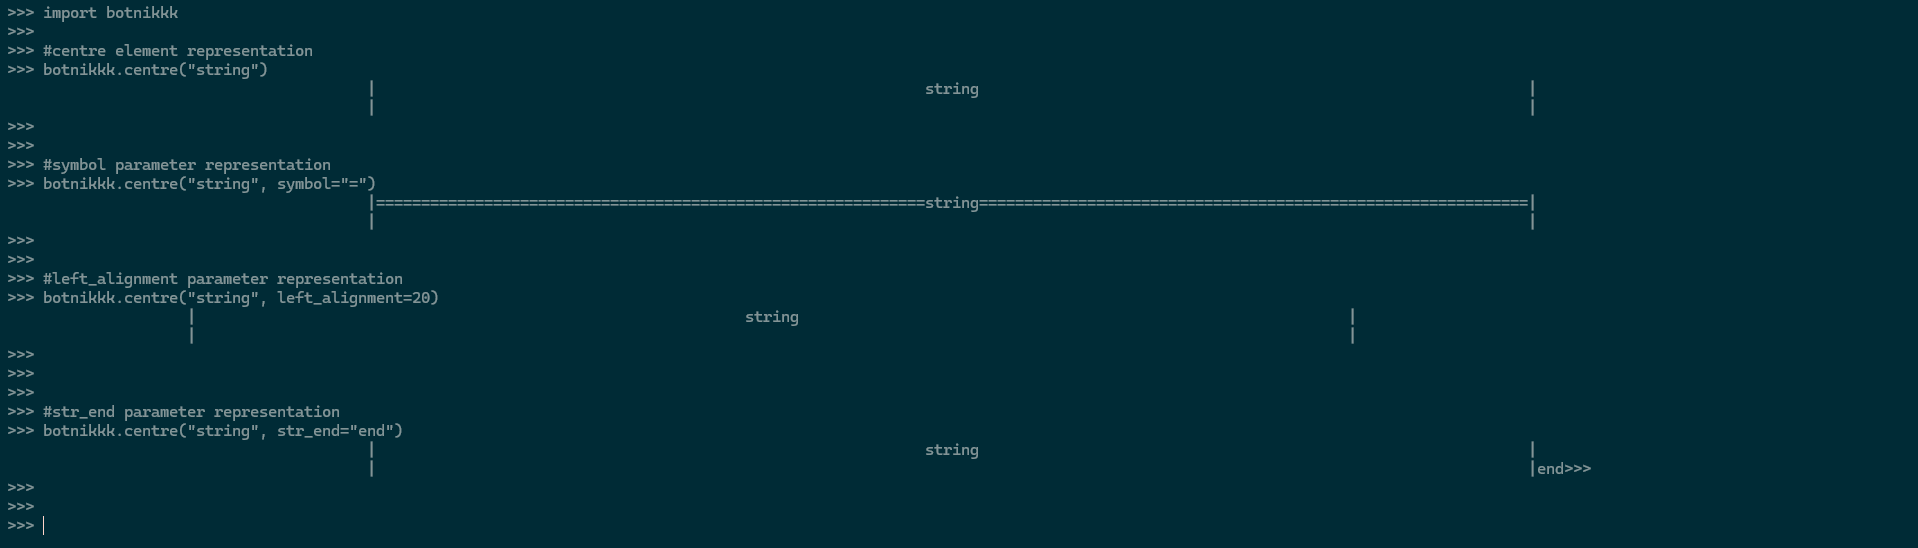 >>> import botnikkk
>>>
>>> #centre element representation
>>> botnikkk.centre("string")
                                        |                                                             string                                                             |
                                        |                                                                                                                                |
>>>
>>>
>>> #symbol parameter representation
>>> botnikkk.centre("string", symbol="=")
                                        |=============================================================string=============================================================|
                                        |                                                                                                                                |
>>>
>>>
>>> #left_alignment parameter representation
>>> botnikkk.centre("string", left_alignment=20)
                    |                                                             string                                                             |
                    |                                                                                                                                |
>>>
>>>
>>>
>>> #str_end parameter representation
>>> botnikkk.centre("string", str_end="end")
                                        |                                                             string                                                             |
                                        |                                                                                                                                |end>>>
>>>
>>>
>>>